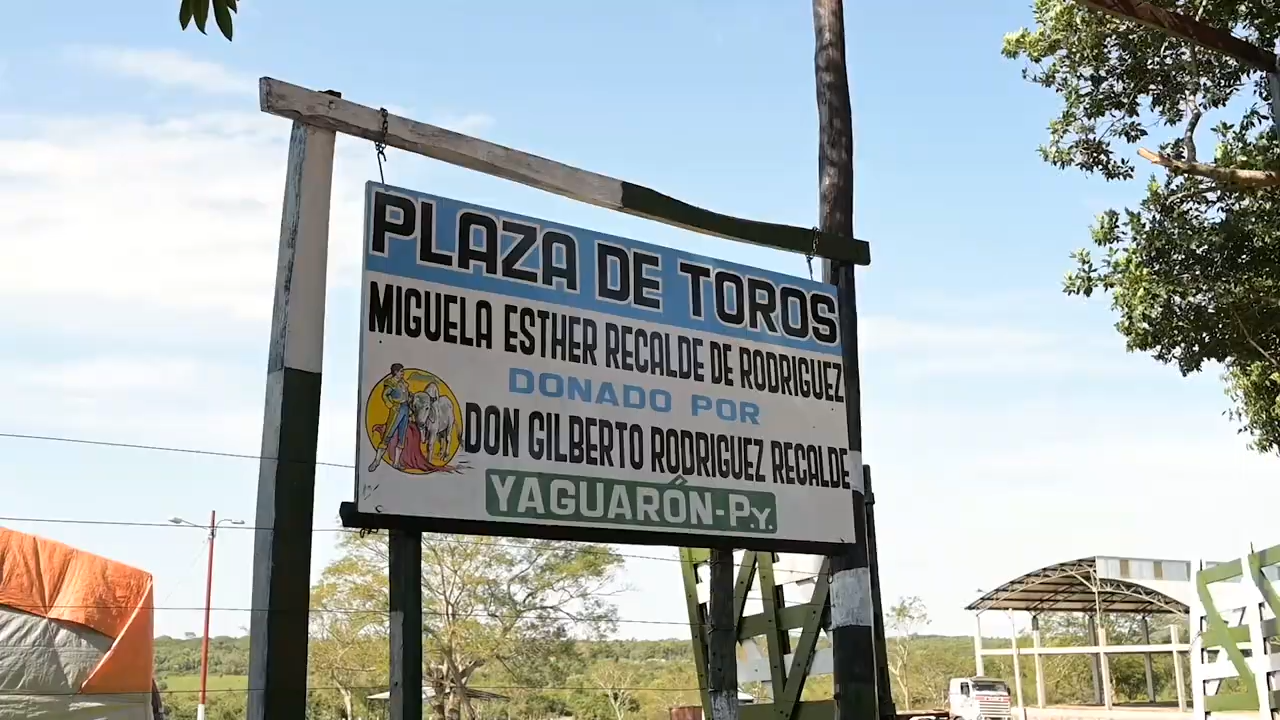 PLAZA DE TOROS
MIGUELA ESTHER RECALDE DE RODRIGUEZ
DONADO POR
DON GILBERTO RODRIGUEZ RECALDE
YAGUARÓN-Py.